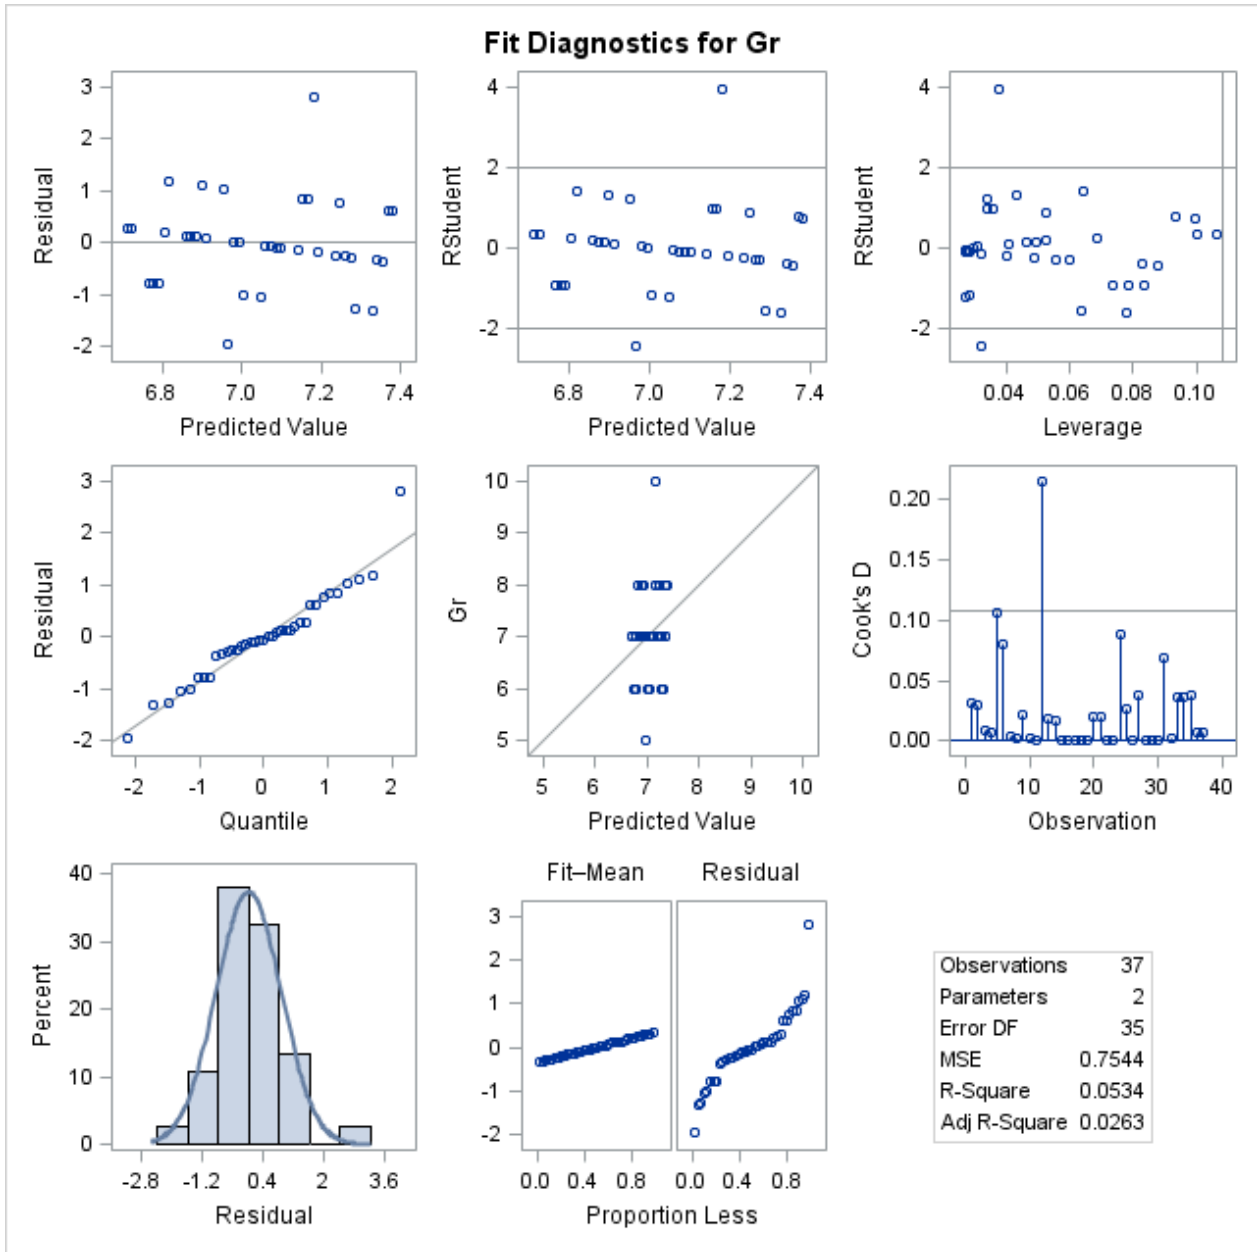 Fit Diagnostics for Gr
3
2
1
0
-1
-2
Residual
6.8 7.0 7.2 7.4
Predicted Value
4
2
0
-2
RStudent
6.8 7.0 7.2 7.4
Predicted Value
4
2
0
-2
RStudent
0.04 0.06 0.08 0.10
Leverage
3
2
1
0
-1
-2
Residual
-2 -1 0 1 2
Quantile
10
9
8
7
6
5
Gr
5 6 7 8 9 10
Predicted Value
0.20
0.15
0.10
0.05
0.00
Cook's D
0 10 20 30 40
Observation
40
30
20
10
0
Percent
-2.8 -1.2 0.4 2 3.6
Residual
Fit–Mean Residual
3
2
1
0
-1
-2
0.0 0.4 0.8 0.0 0.4 0.8
Proportion Less
Observations 37
Parameters 2
Error DF 35
MSE 0.7544
R-Square 0.0534
Adj R-Square 0.0263